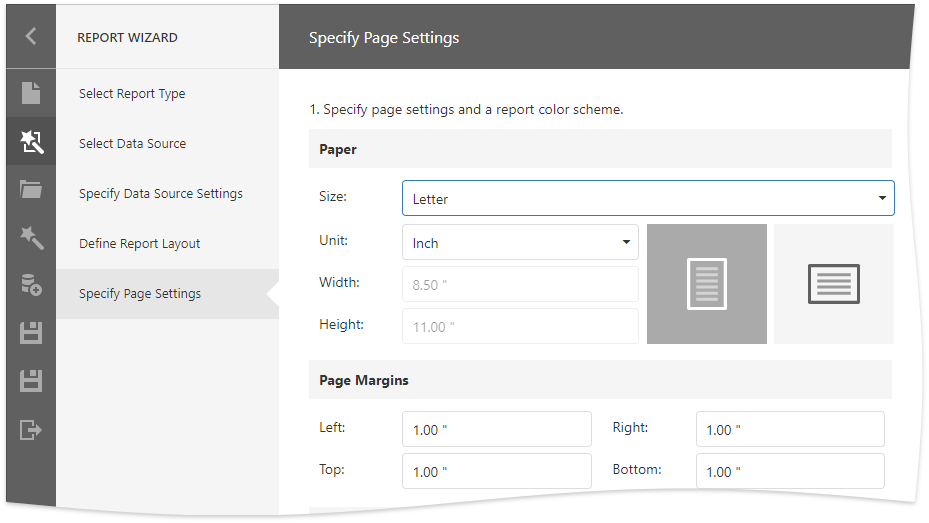 REPORT WIZARD
Specify Page Settings
Select Report Type
Select Data Source
Specify Data Source Settings
Define Report Layout
Specify Page Settings
1. Specify page settings and a report color scheme.
Paper
Size: Letter
Unit: Inch
Width: 8.50 "
Height: 11.00 "
Page Margins
Left: 1.00 " Right: 1.00 "
Top: 1.00 " Bottom: 1.00 "